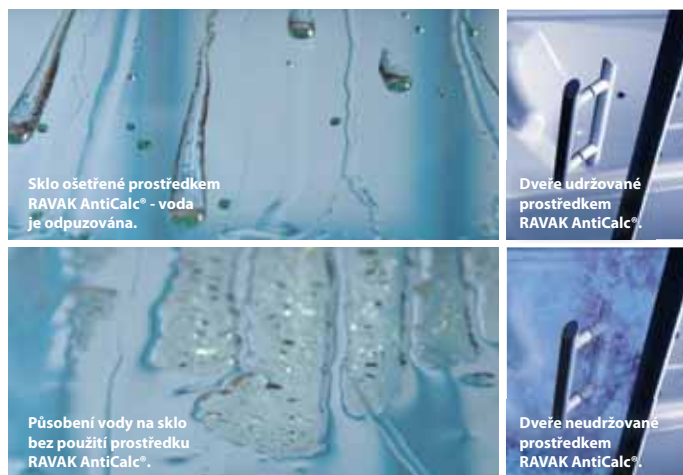 Sklo ošetřené prostředkem
RAVAK AntiCalc® - voda
je odpuzována.
Dveře udržované
prostředkem
RAVAK AntiCalc®.
Působení vody na sklo
bez použití prostředku
RAVAK AntiCalc®.
Dveře neudržované
prostředkem
RAVAK AntiCalc®.